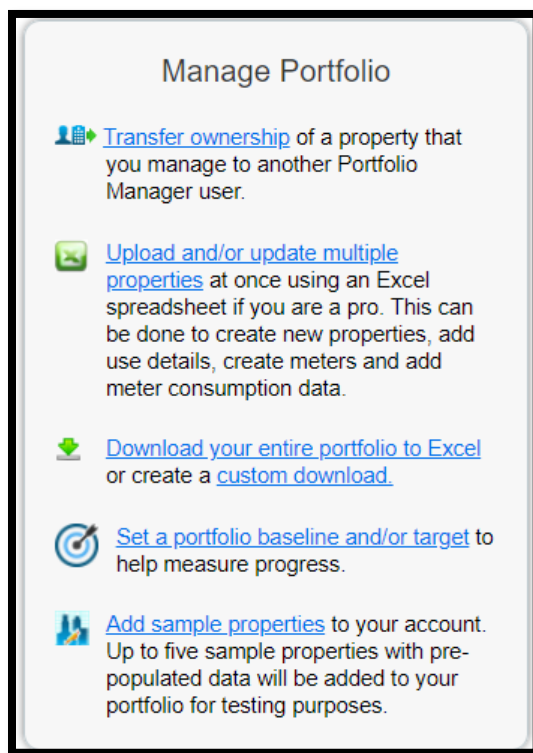 Manage Portfolio
Transfer ownership of a property that
you manage to another Portfolio
Manager user.
Upload and/or update multiple
properties at once using an Excel
spreadsheet if you are a pro. This can
be done to create new properties, add
use details, create meters and add
meter consumption data.
Download your entire portfolio to Excel
or create a custom download.
Set a portfolio baseline and/or target to
help measure progress.
Add sample properties to your account.
Up to five sample properties with pre-
populated data will be added to your
portfolio for testing purposes.